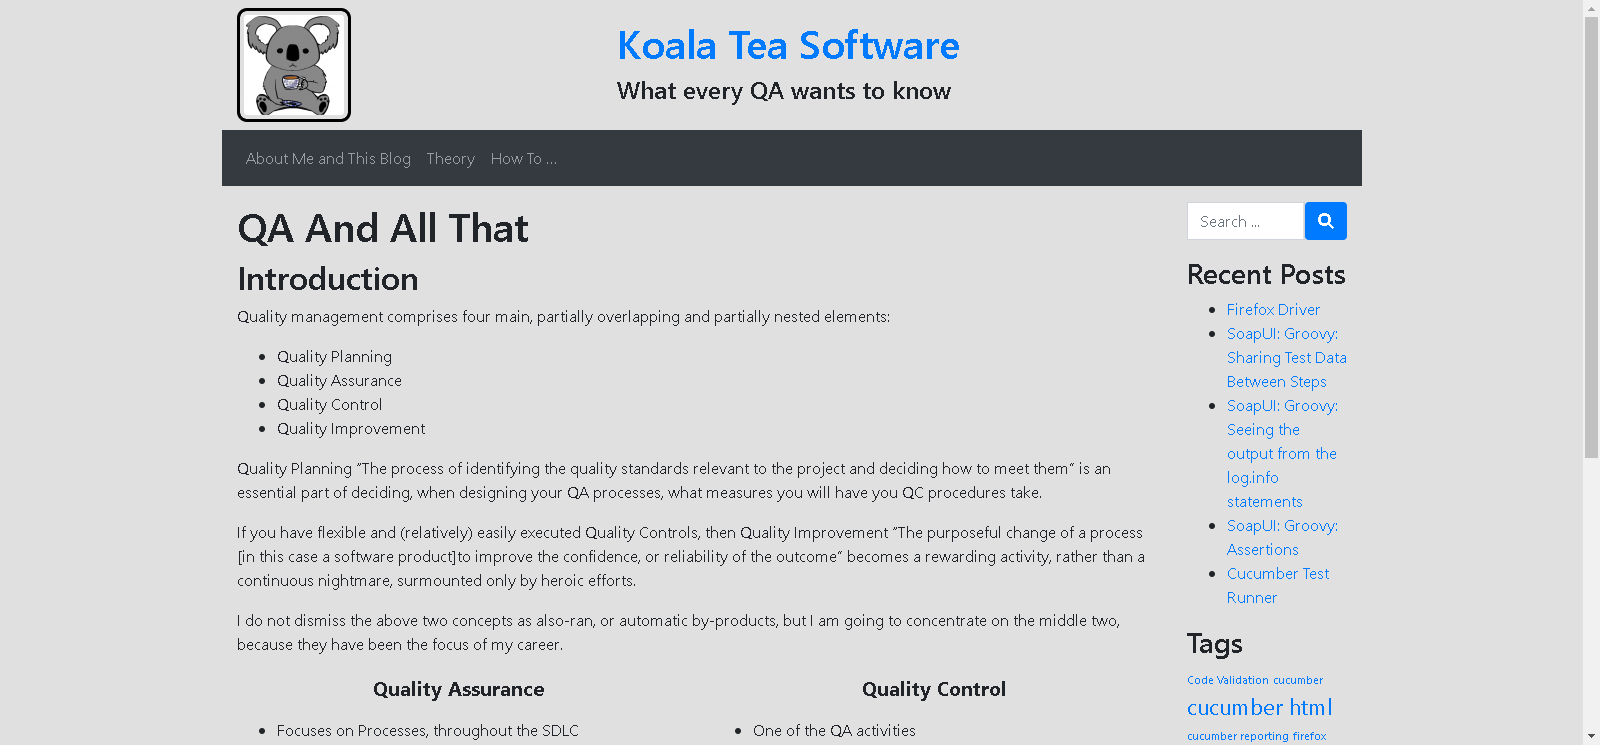 Koala Tea Software
What every QA wants to know
About Me and This Blog Theory How To ...
QA And All That
Introduction
Quality management comprises four main, partially overlapping and partially nested elements:
Quality Planning
Quality Assurance
Quality Control
Quality Improvement
Quality Planning “The process of identifying the quality standards relevant to the project and deciding how to meet them” is an
essential part of deciding, when designing your QA processes, what measures you will have you QC procedures take.
If you have flexible and (relatively) easily executed Quality Controls, then Quality Improvement “The purposeful change of a process
[in this case a software product]to improve the confidence, or reliability of the outcome” becomes a rewarding activity, rather than a
continuous nightmare, surmounted only by heroic efforts.
I do not dismiss the above two concepts as also-ran, or automatic by-products, but I am going to concentrate on the middle two,
because they have been the focus of my career.
Quality Assurance
Focuses on Processes, throughout the SDLC
Quality Control
One of the QA activities
Search ...
Recent Posts
Firefox Driver
SoapUI: Groovy:
Sharing Test Data
Between Steps
SoapUI: Groovy:
Seeing the
output from the
log.info
statements
SoapUI: Groovy:
Assertions
Cucumber Test
Runner
Tags
Code Validation cucumber
cucumber html
cucumber reporting firefox